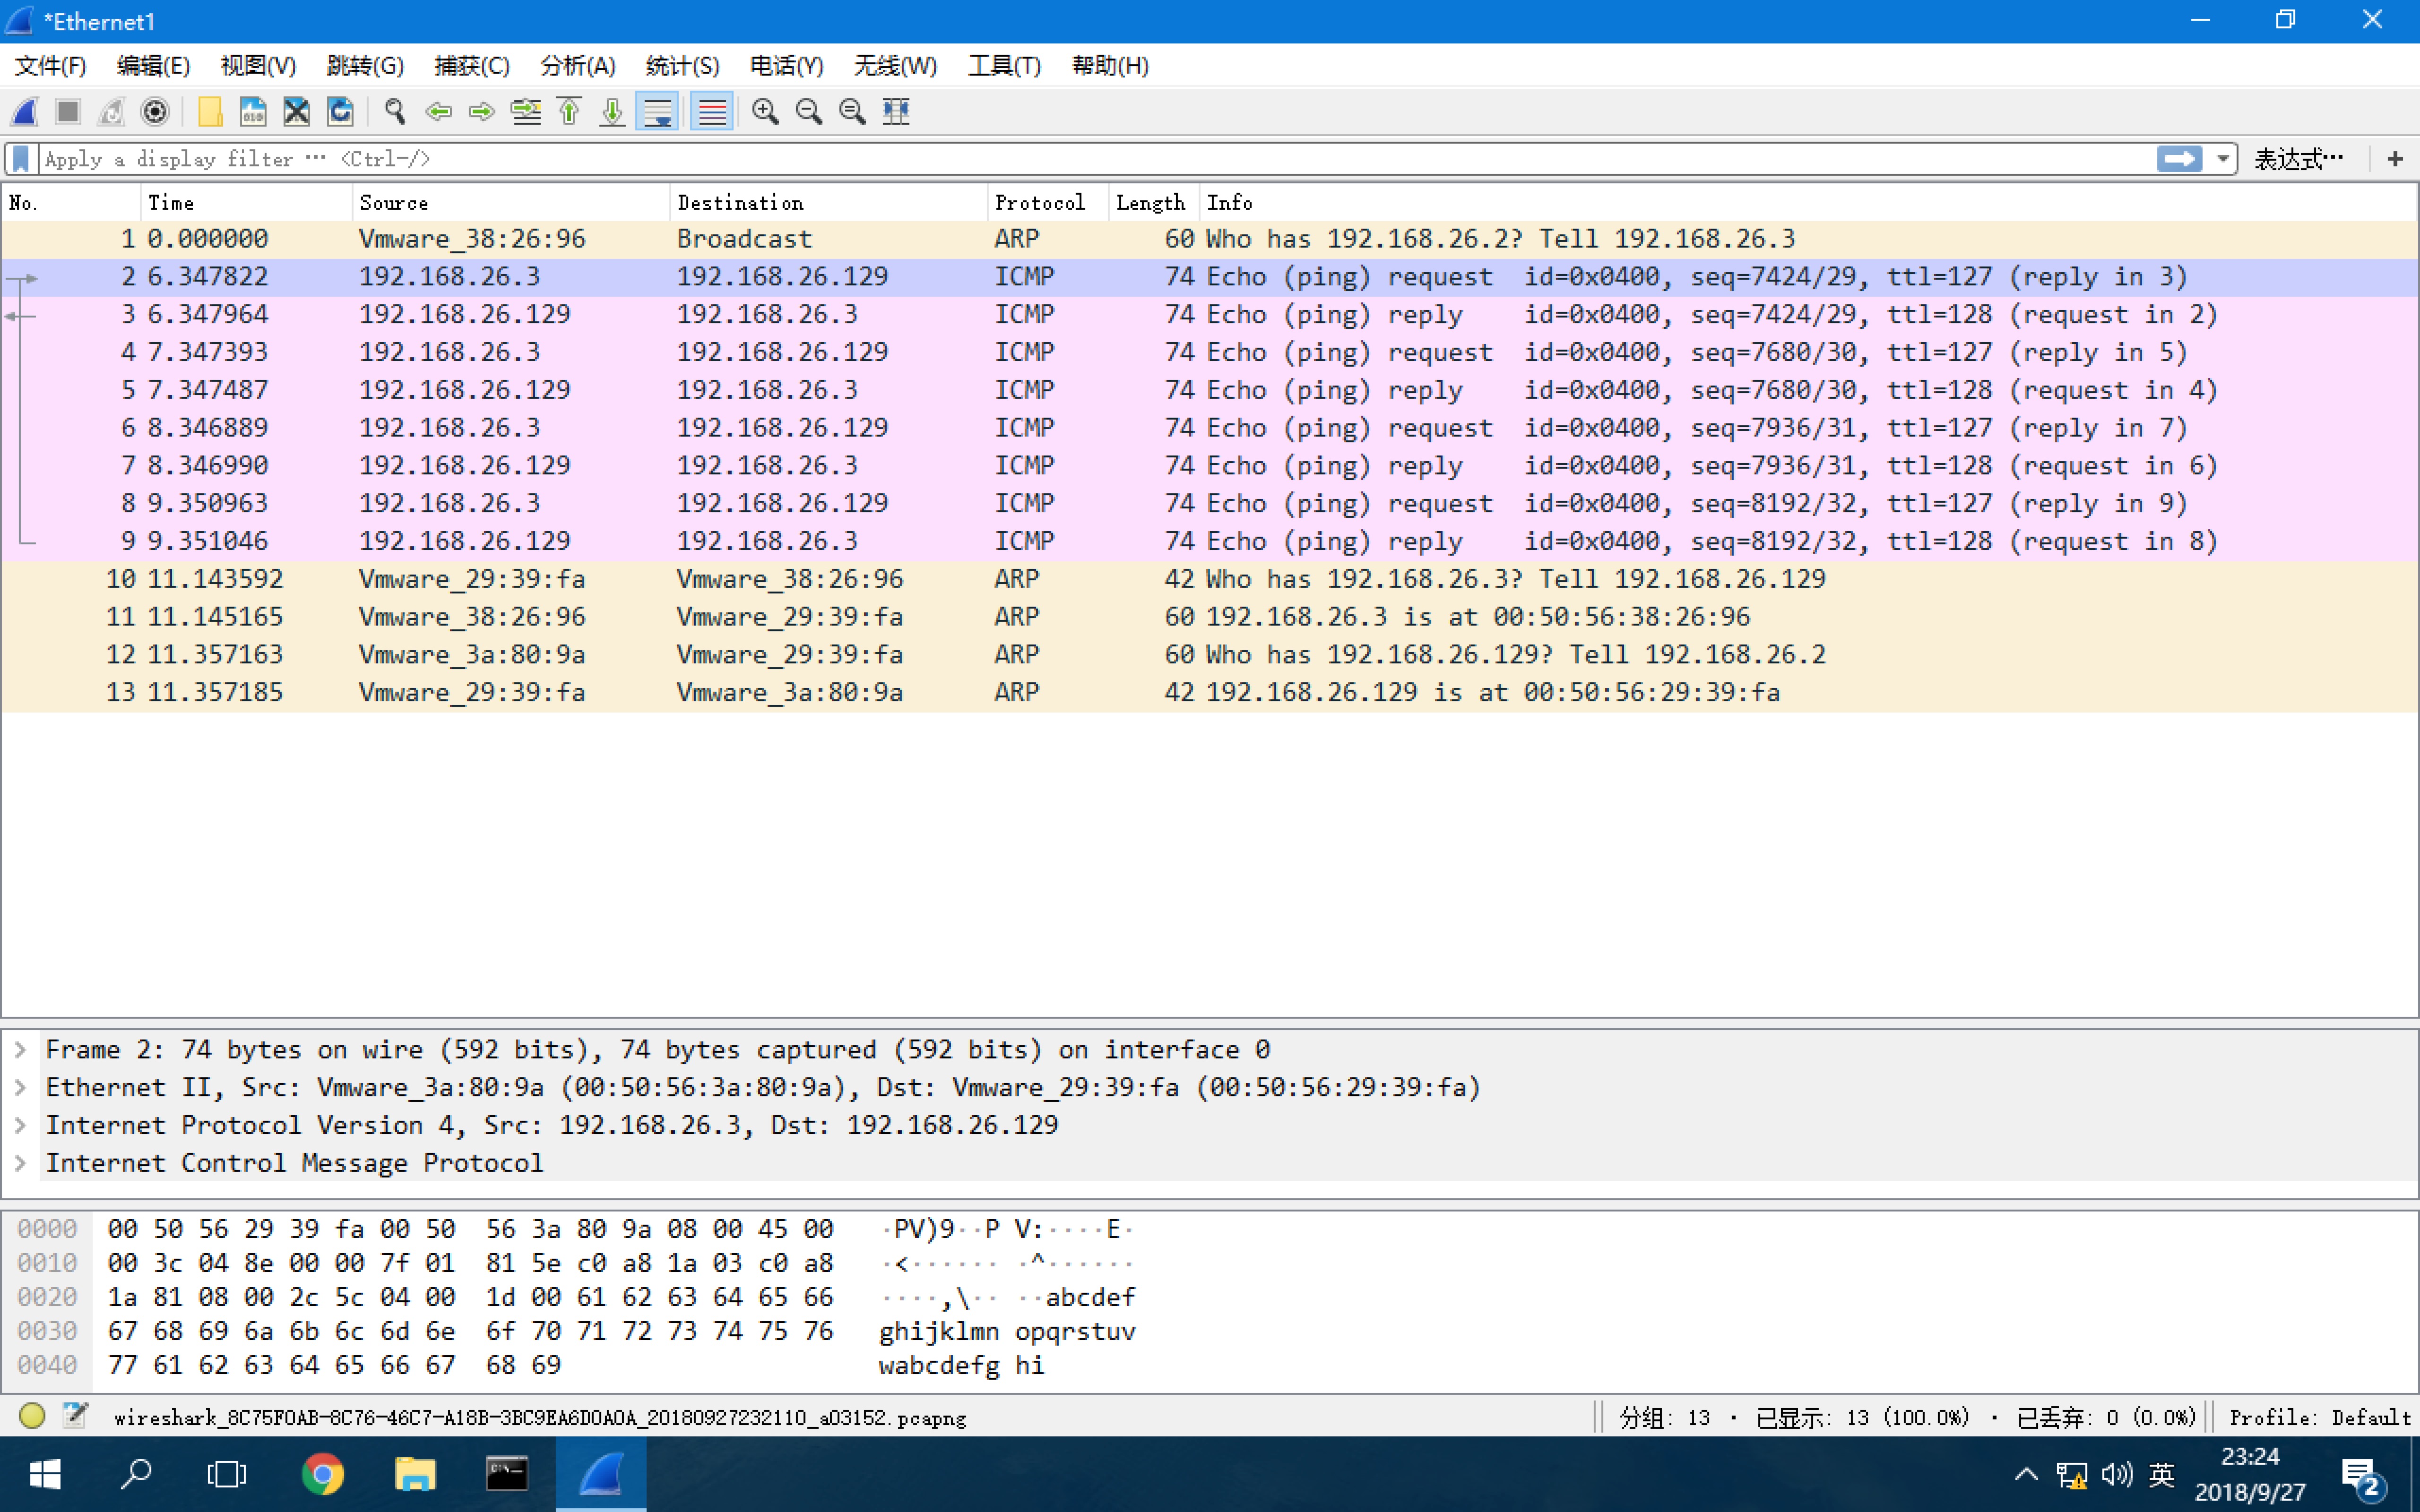 *Ethernet1
文件(F) 编辑(E) 视图(V) 跳转(G) 捕获(C) 分析(A) 统计(S) 电话(Y) 无线(W) 工具(T) 帮助(H)
Apply a display filter … <Ctrl-/> 表达式… +
No. Time Source Destination Protocol Length Info
1 0.000000 Vmware_38:26:96 Broadcast ARP 60 Who has 192.168.26.2? Tell 192.168.26.3
2 6.347822 192.168.26.3 192.168.26.129 ICMP 74 Echo (ping) request id=0x0400, seq=7424/29, ttl=127 (reply in 3)
3 6.347964 192.168.26.129 192.168.26.3 ICMP 74 Echo (ping) reply id=0x0400, seq=7424/29, ttl=128 (request in 2)
4 7.347393 192.168.26.3 192.168.26.129 ICMP 74 Echo (ping) request id=0x0400, seq=7680/30, ttl=127 (reply in 5)
5 7.347487 192.168.26.129 192.168.26.3 ICMP 74 Echo (ping) reply id=0x0400, seq=7680/30, ttl=128 (request in 4)
6 8.346889 192.168.26.3 192.168.26.129 ICMP 74 Echo (ping) request id=0x0400, seq=7936/31, ttl=127 (reply in 7)
7 8.346990 192.168.26.129 192.168.26.3 ICMP 74 Echo (ping) reply id=0x0400, seq=7936/31, ttl=128 (request in 6)
8 9.350963 192.168.26.3 192.168.26.129 ICMP 74 Echo (ping) request id=0x0400, seq=8192/32, ttl=127 (reply in 9)
9 9.351046 192.168.26.129 192.168.26.3 ICMP 74 Echo (ping) reply id=0x0400, seq=8192/32, ttl=128 (request in 8)
10 11.143592 Vmware_29:39:fa Vmware_38:26:96 ARP 42 Who has 192.168.26.3? Tell 192.168.26.129
11 11.145165 Vmware_38:26:96 Vmware_29:39:fa ARP 60 192.168.26.3 is at 00:50:56:38:26:96
12 11.357163 Vmware_3a:80:9a Vmware_29:39:fa ARP 60 Who has 192.168.26.129? Tell 192.168.26.2
13 11.357185 Vmware_29:39:fa Vmware_3a:80:9a ARP 42 192.168.26.129 is at 00:50:56:29:39:fa
Frame 2: 74 bytes on wire (592 bits), 74 bytes captured (592 bits) on interface 0
Ethernet II, Src: Vmware_3a:80:9a (00:50:56:3a:80:9a), Dst: Vmware_29:39:fa (00:50:56:29:39:fa)
Internet Protocol Version 4, Src: 192.168.26.3, Dst: 192.168.26.129
Internet Control Message Protocol
0000 00 50 56 29 39 fa 00 50 56 3a 80 9a 08 00 45 00 ·PV)9··P V:····E·
0010 00 3c 04 8e 00 00 7f 01 81 5e c0 a8 1a 03 c0 a8 ·<······ ·^······
0020 1a 81 08 00 2c 5c 04 00 1d 00 61 62 63 64 65 66 ····,\·· ··abcdef
0030 67 68 69 6a 6b 6c 6d 6e 6f 70 71 72 73 74 75 76 ghijklmn opqrstuv
0040 77 61 62 63 64 65 66 67 68 69 wabcdefg hi
wireshark_8C75F0AB-8C76-46C7-A18B-3BC9EA6D0A0A_20180927232110_a03152.pcapng 分组: 13 · 已显示: 13 (100.0%) · 已丢弃: 0 (0.0%) Profile: Default
英 23:24
2018/9/27 2